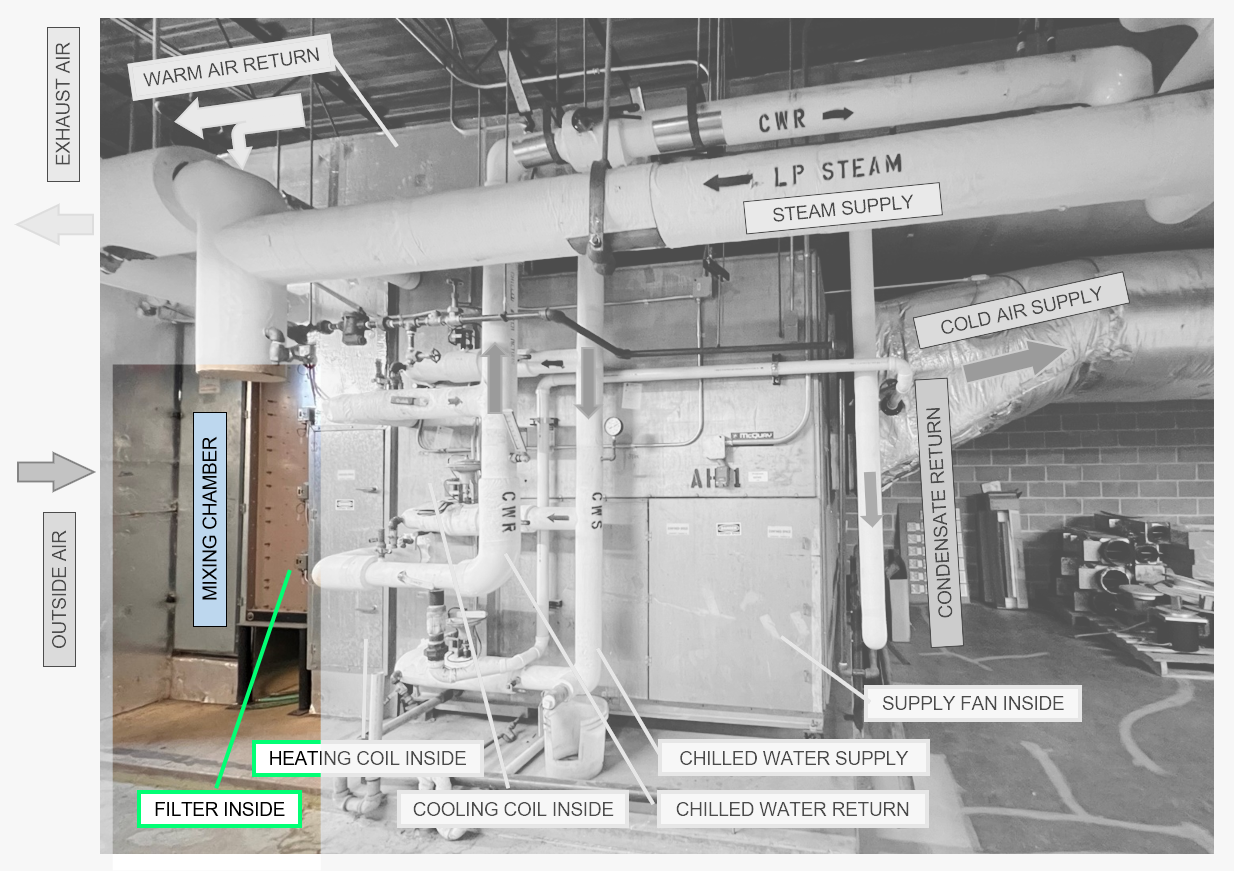 EXHAUST AIR
WARM AIR RETURN
CWR
LP STEAM
STEAM SUPPLY
COLD AIR SUPPLY
MIXING CHAMBER
OUTSIDE AIR
CWR
CWS
McQuay
AH-1
CONDENSATE RETURN
SUPPLY FAN INSIDE
HEATING COIL INSIDE
CHILLED WATER SUPPLY
FILTER INSIDE
COOLING COIL INSIDE
CHILLED WATER RETURN